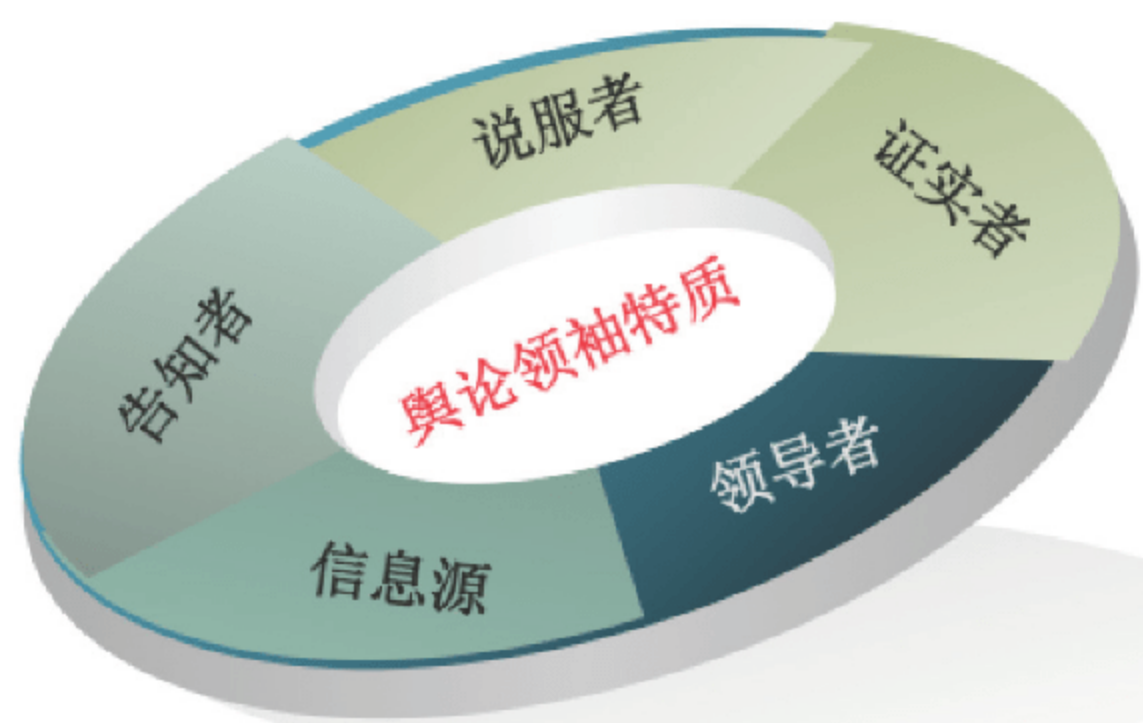 说服者
证实者
告知者
舆论领袖特质
领导者
信息源